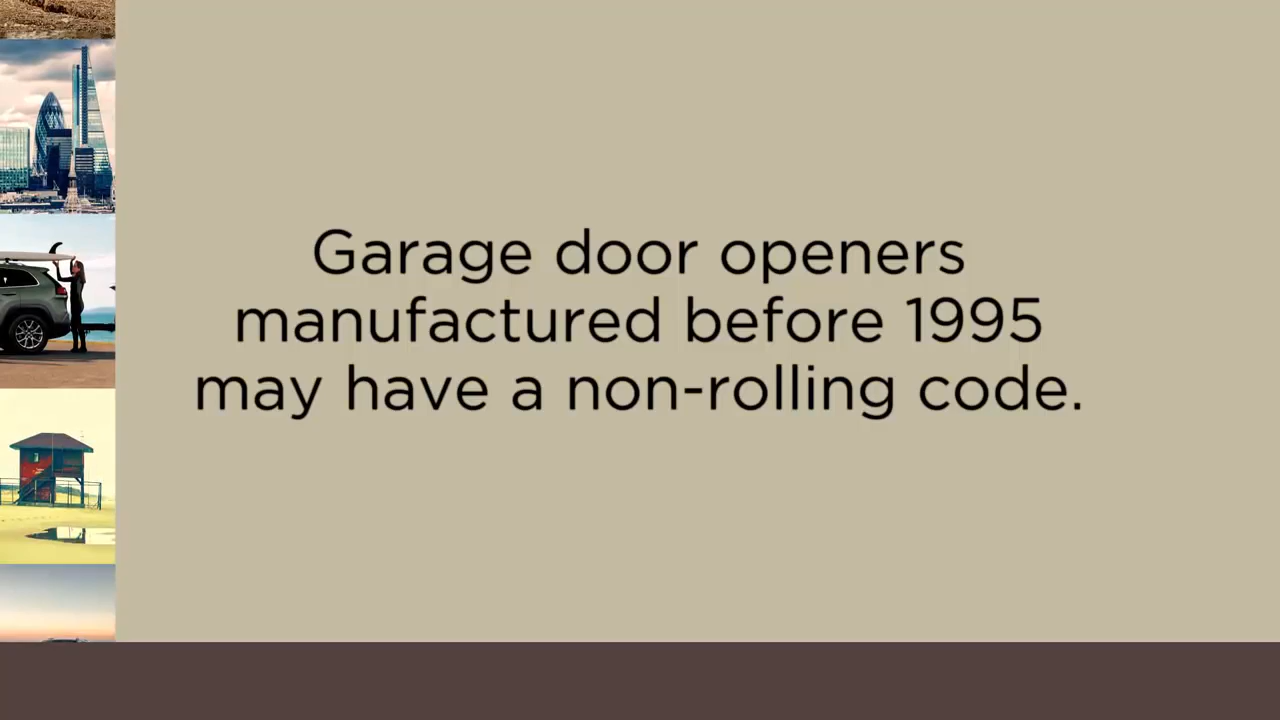 Garage door openers
manufactured before 1995
may have a non-rolling code.